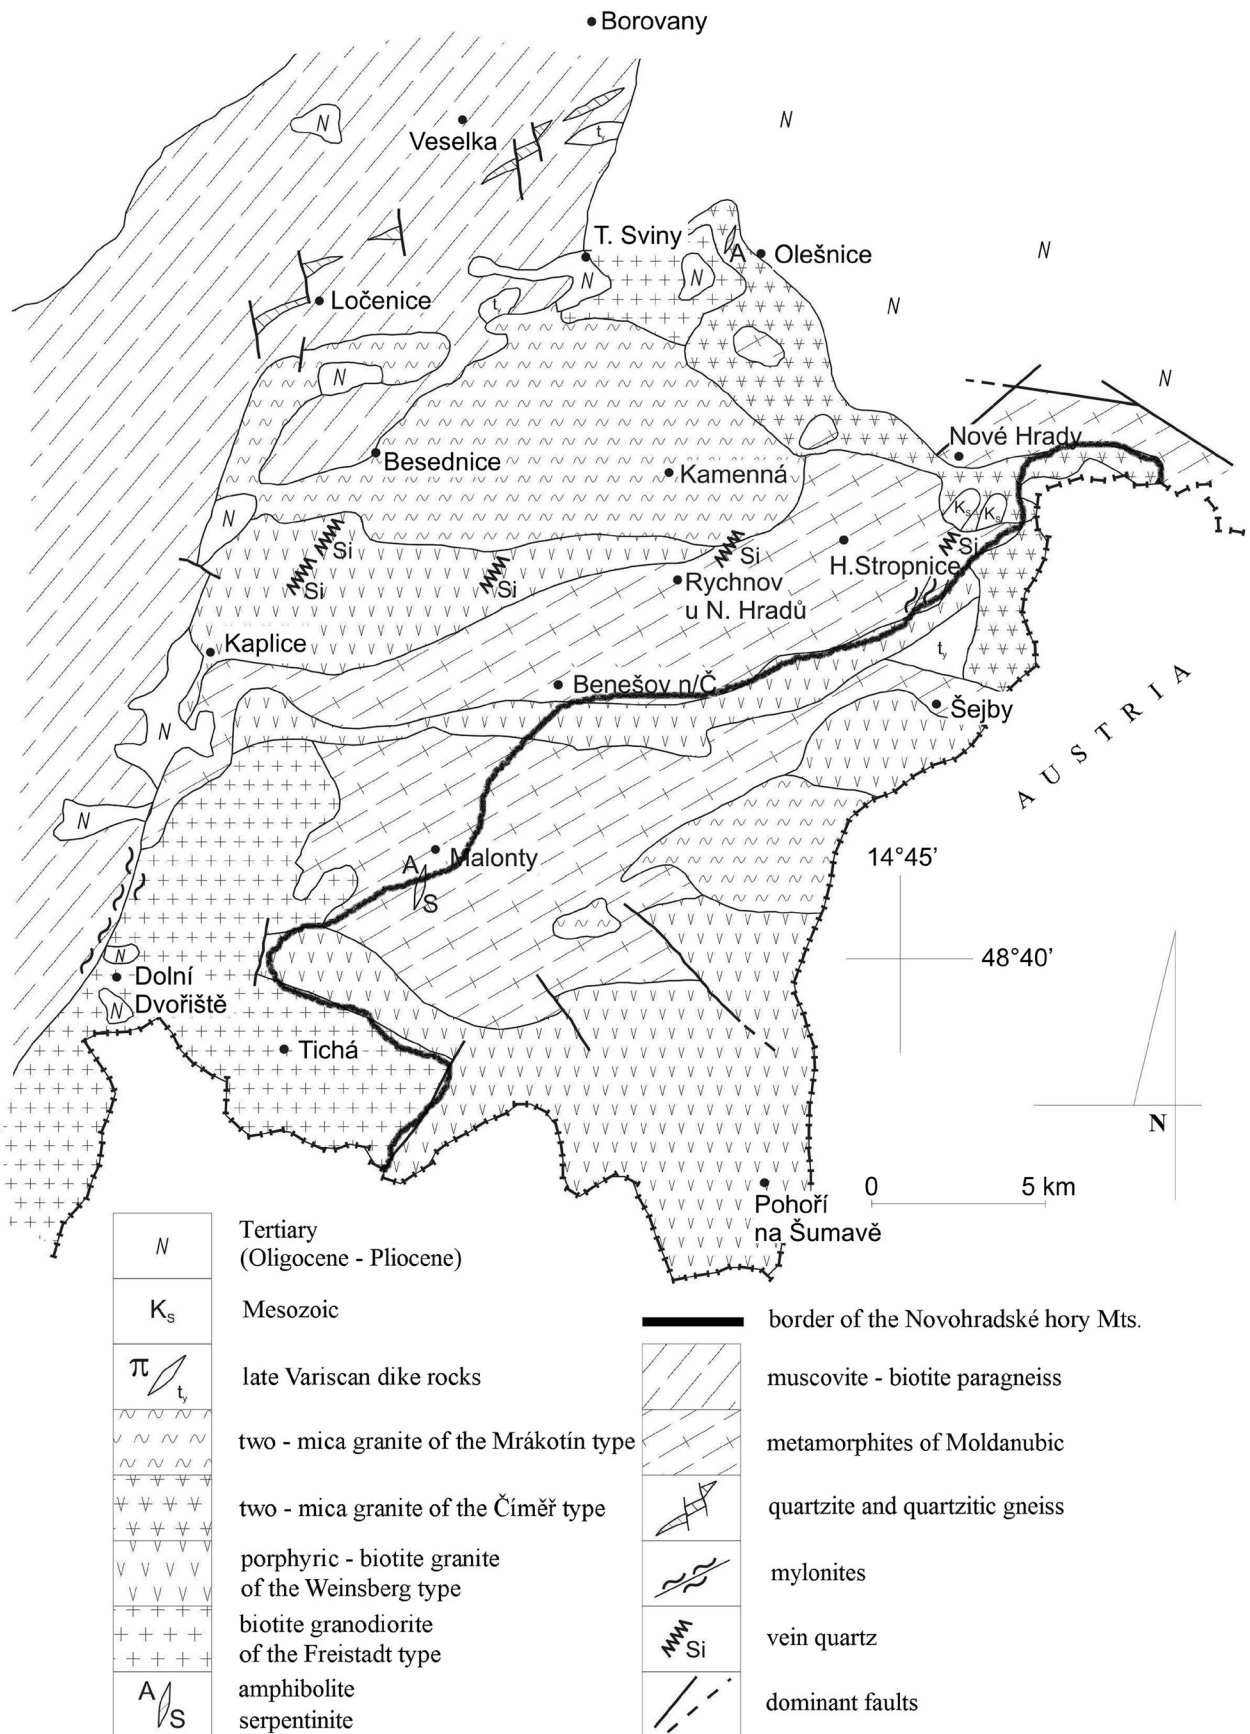 Borovany
N
N
Veselka
t,
N
T. Sviny
A
Olešnice
N
N
N
Ločenice
t,
N
N
Nové Hrady
Besednice
Kamenná
N
Ks
Ks
Si
Si
Si
H.Stropnice
Si
Si
Rychnov
u N. Hradů
Kaplice
t,
Benešov n/Č
Šejby
N
AUSTRIA
N
Malonty
A
S
14°45'
48°40'
N
Dolní
Dvořiště
N
Tichá
N
0 5 km
Pohoří
na Šumavě
N
Tertiary
(Oligocene - Pliocene)
Ks
Mesozoic
border of the Novohradské hory Mts.
π
ty
late Variscan dike rocks
muscovite - biotite paragneiss
two - mica granite of the Mrákotín type
metamorphites of Moldanubic
two - mica granite of the Číměř type
quartzite and quartzitic gneiss
porphyric - biotite granite
of the Weinsberg type
mylonites
biotite granodiorite
of the Freistadt type
Si
vein quartz
A
S
amphibolite
serpentinite
dominant faults